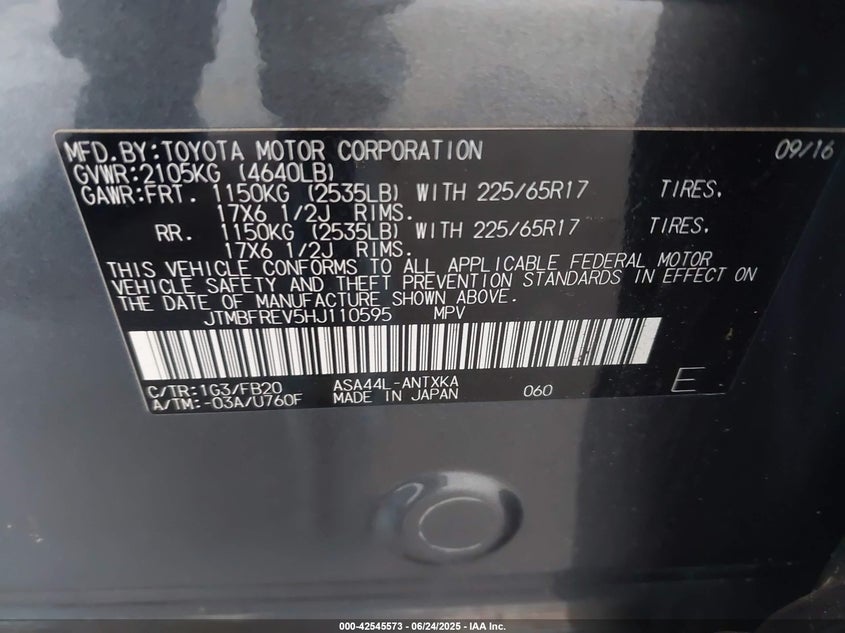 MFD.BY:TOYOTA MOTOR CORPORATION 09/16
GVWR:2105KG (4640LB)
GAWR:FRT. 1150KG (2535LB) WITH 225/65R17 TIRES,
17X6 1/2J RIMS.
RR. 1150KG (2535LB) WITH 225/65R17 TIRES,
17X6 1/2J RIMS.
THIS VEHICLE CONFORMS TO ALL APPLICABLE FEDERAL MOTOR
VEHICLE SAFETY AND THEFT PREVENTION STANDARDS IN EFFECT ON
THE DATE OF MANUFACTURE SHOWN ABOVE.
JTMBFREV5HJ110595 MPV
C/TR:1G3/FB20 ASA44L-ANTXKA
A/TM:-03A/U760F MADE IN JAPAN 060 E
000-42545573 / 06/24/2025 - IAA Inc.